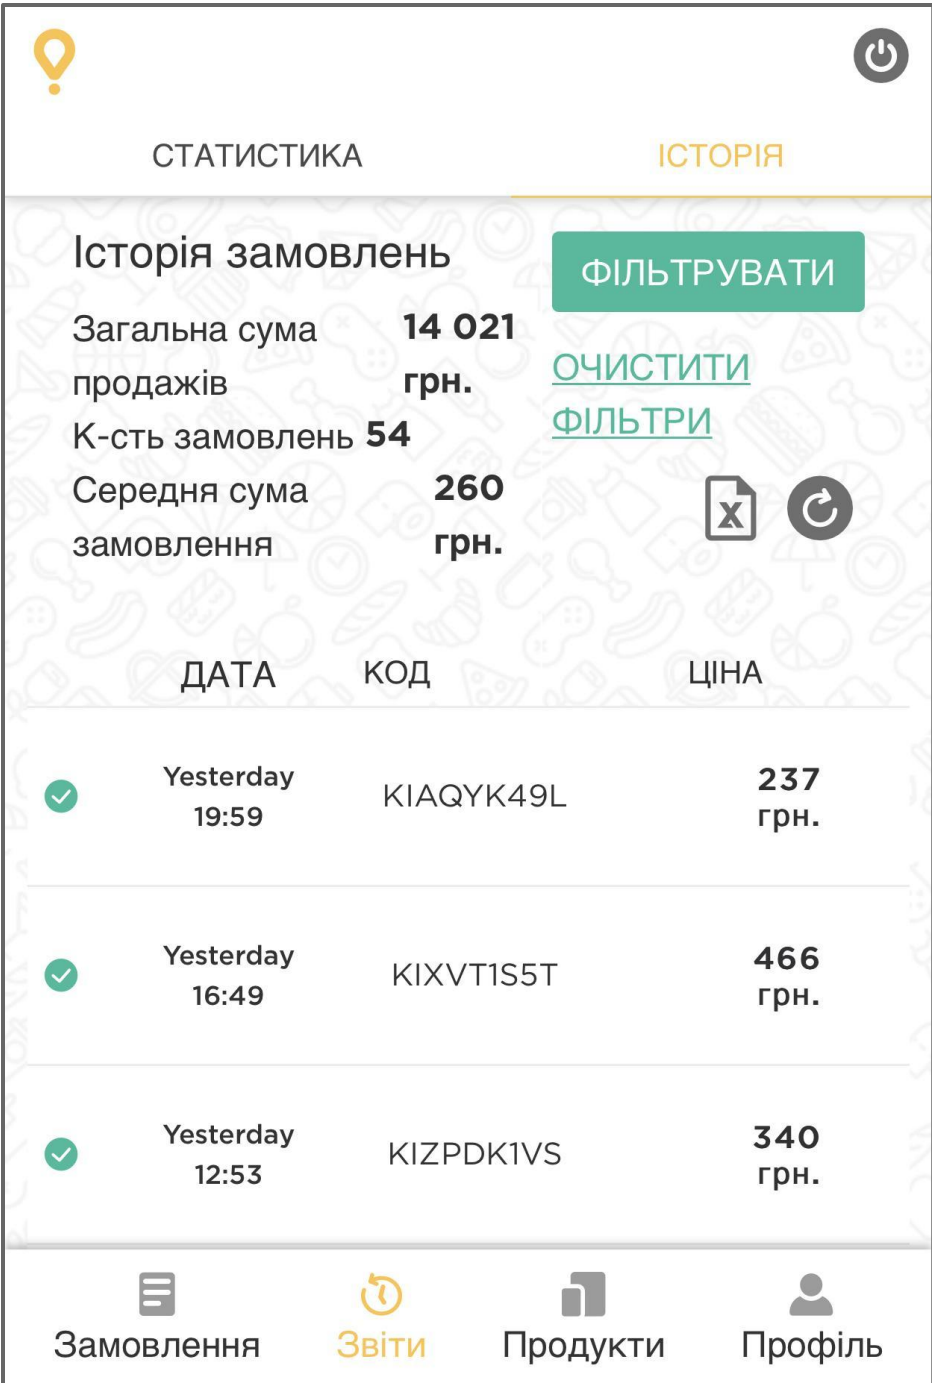 СТАТИСТИКА ІСТОРІЯ
Історія замовлень
ФІЛЬТРУВАТИ
Загальна сума 14 021
продажів грн.
К-сть замовлень 54
Середня сума 260
замовлення грн.
ОЧИСТИТИ
ФІЛЬТРИ
X
ДАТА КОД ЦІНА
Yesterday
19:59
KIAQYK49L
237
грн.
Yesterday
16:49
KIXVT1S5T
466
грн.
Yesterday
12:53
KIZPDK1VS
340
грн.
Замовлення Звіти Продукти Профіль